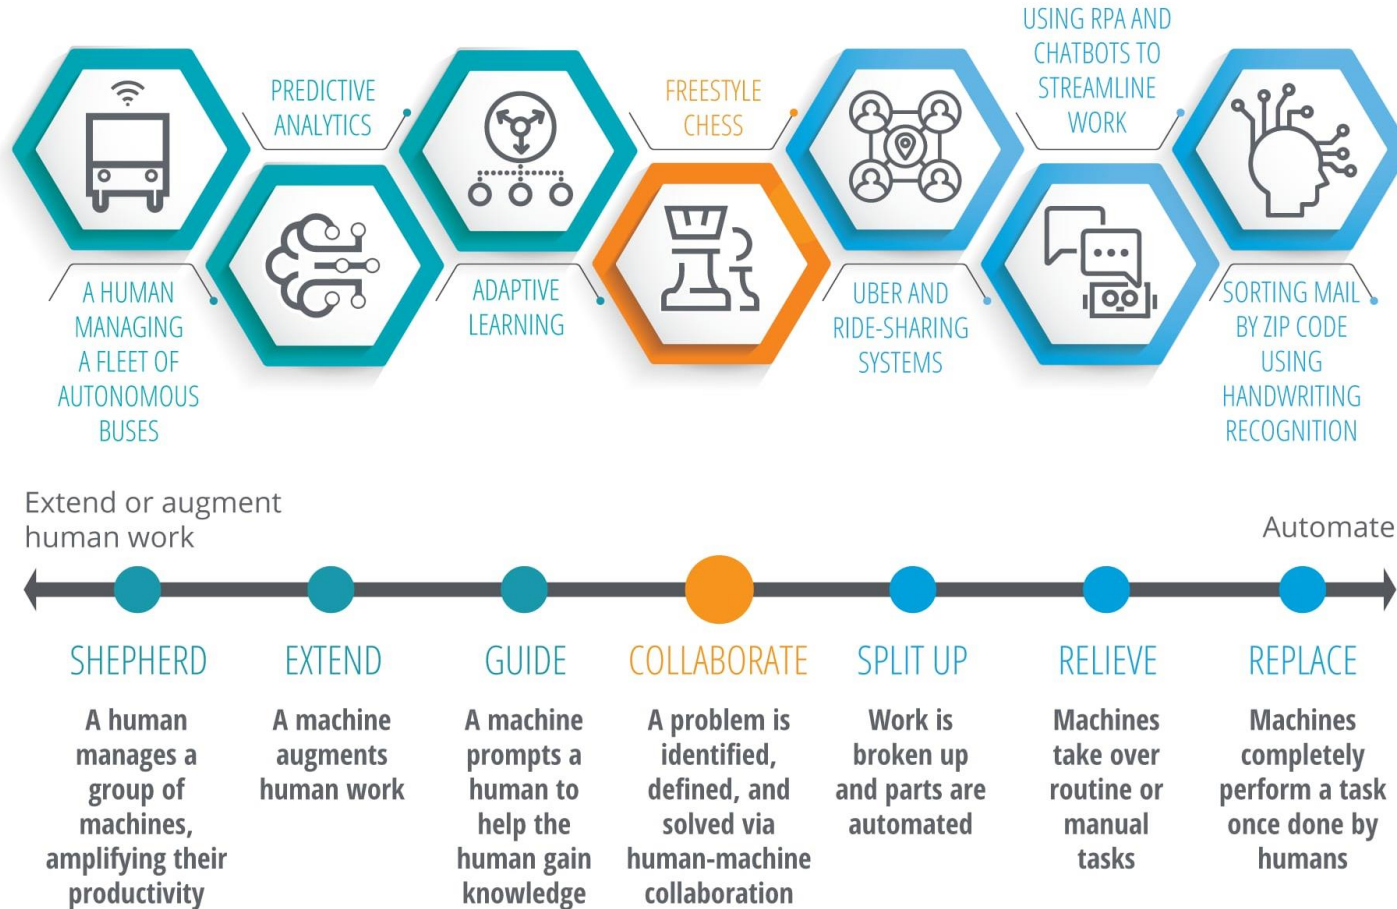 PREDICTIVE
ANALYTICS
FREESTYLE
CHESS
USING RPA AND
CHATBOTS TO
STREAMLINE
WORK
A HUMAN
MANAGING
A FLEET OF
AUTONOMOUS
BUSES
ADAPTIVE
LEARNING
UBER AND
RIDE-SHARING
SYSTEMS
SORTING MAIL
BY ZIP CODE
USING
HANDWRITING
RECOGNITION
Extend or augment
human work
Automate
SHEPHERD
A human
manages a
group of
machines,
amplifying their
productivity
EXTEND
A machine
augments
human work
GUIDE
A machine
prompts a
human to
help the
human gain
knowledge
COLLABORATE
A problem is
identified,
defined, and
solved via
human-machine
collaboration
SPLIT UP
Work is
broken up
and parts are
automated
RELIEVE
Machines
take over
routine or
manual
tasks
REPLACE
Machines
completely
perform a task
once done by
humans